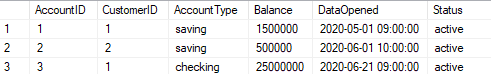 AccountID CustomerID AccountType Balance DataOpened Status
1 1 1 saving 1500000 2020-05-01 09:00:00 active
2 2 2 saving 500000 2020-06-01 10:00:00 active
3 3 1 checking 25000000 2020-06-21 09:00:00 active